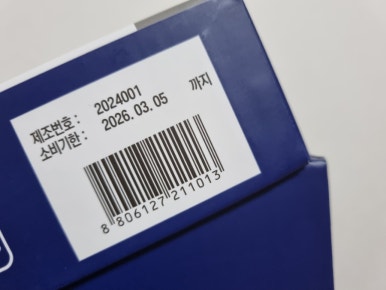 제조번호 : 2024001
소비기한 : 2026. 03. 05 까지
8 806127 211013